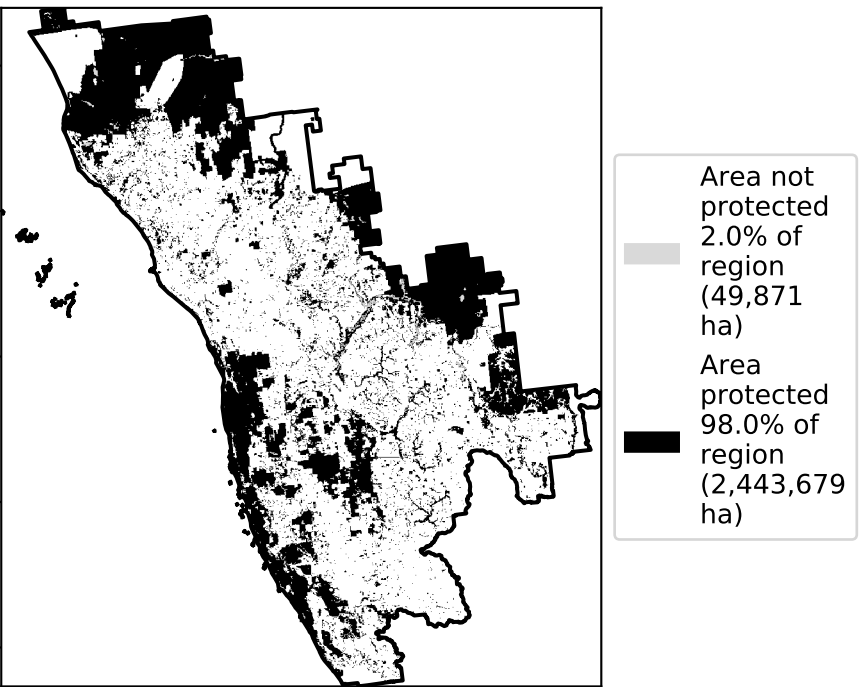 Area not
protected
2.0% of
region
(49,871
ha)
Area
protected
98.0% of
region
(2,443,679
ha)